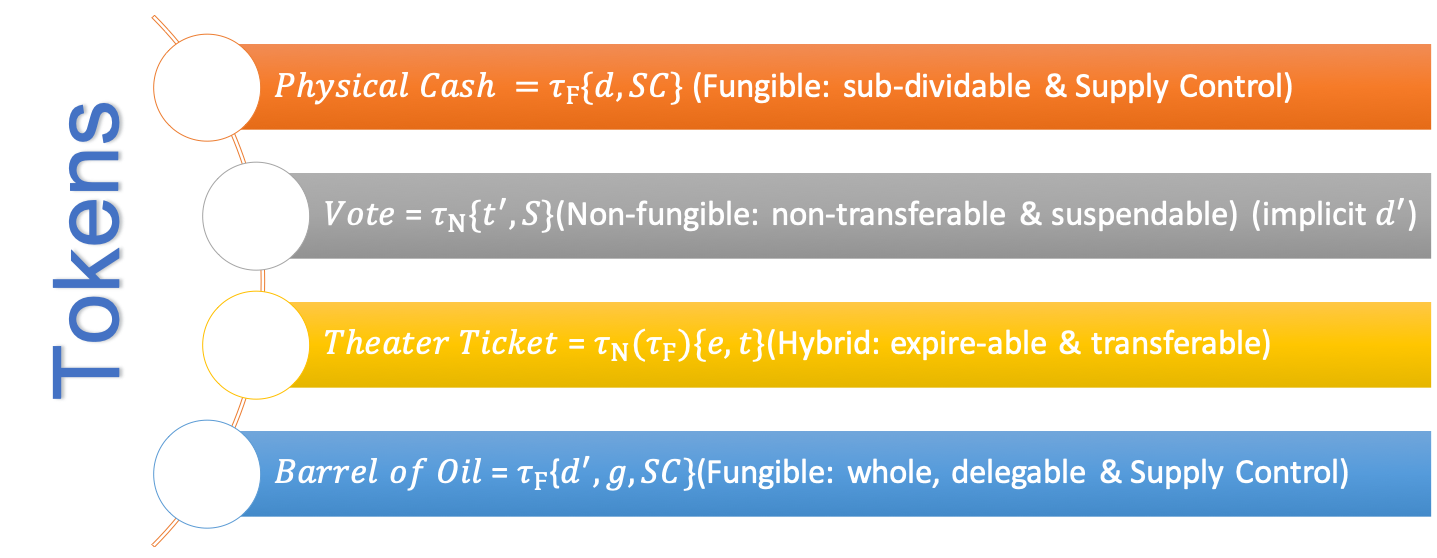 Tokens
Physical Cash = τF{d, SC} (Fungible: sub-dividable & Supply Control)
Vote = τN{t′, S}(Non-fungible: non-transferable & suspendable) (implicit d′)
Theater Ticket = τN(τF){e, t}(Hybrid: expire-able & transferable)
Barrel of Oil = τF{d′, g, SC}(Fungible: whole, delegable & Supply Control)